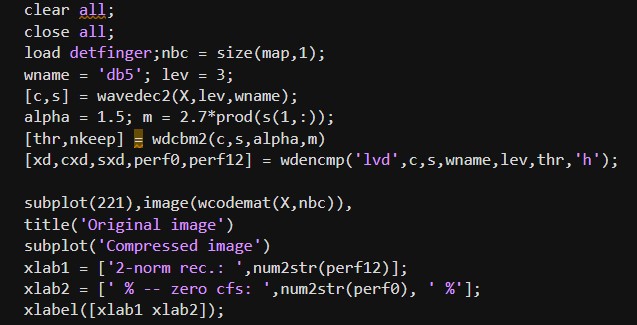 clear all;
close all;
load detfinger;nbc = size(map,1);
wname = 'db5'; lev = 3;
[c,s] = wavedec2(X,lev,wname);
alpha = 1.5; m = 2.7*prod(s(1,:));
[thr,nkeep] = wdcbm2(c,s,alpha,m)
[xd,cxd,sxd,perf0,perf12] = wdencmp('lvd',c,s,wname,lev,thr,'h');
subplot(221),image(wcodemat(X,nbc)),
title('Original image')
subplot('Compressed image')
xlab1 = ['2-norm rec.: ',num2str(perf12)];
xlab2 = [' % -- zero cfs: ',num2str(perf0), ' %'];
xlabel([xlab1 xlab2]);